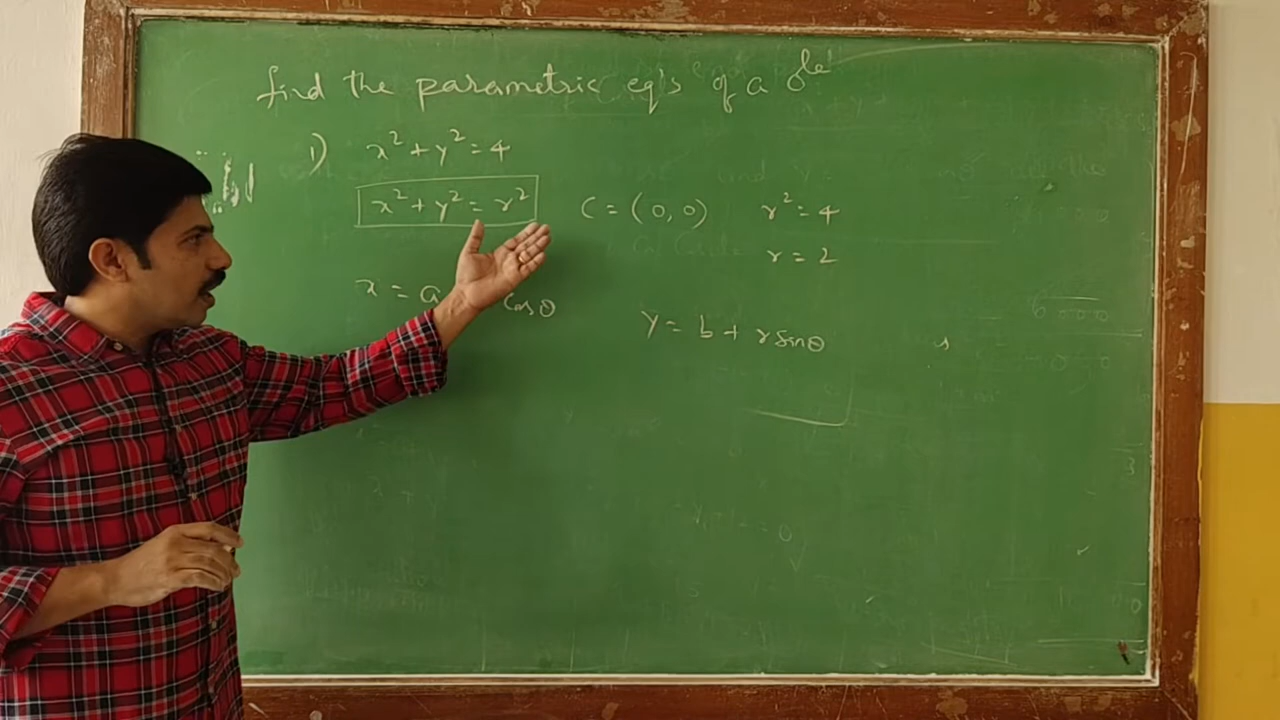 find the parametric eq's of a 0le
1) x² + y² = 4
x² + y² = r² C = (0, 0) r² = 4
r = 2
x = a cos θ
y = b + r sin θ